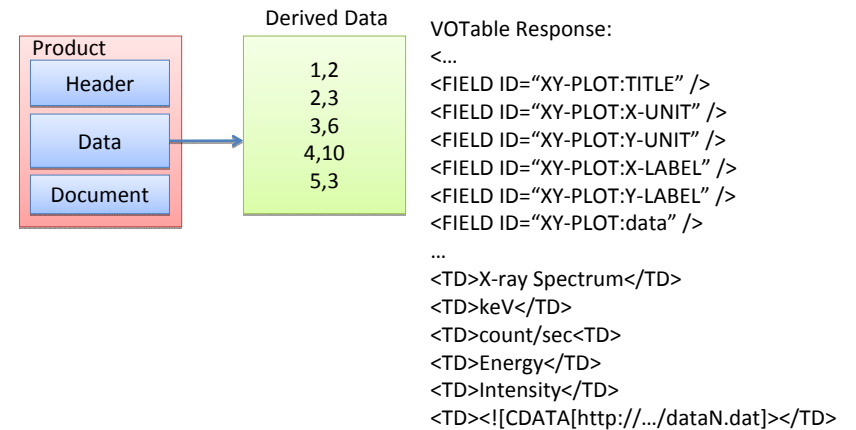 Product
Header
Data
Document
Derived Data
1,2
2,3
3,6
4,10
5,3
VOTable Response:
<…
<FIELD ID=“XY-PLOT:TITLE” />
<FIELD ID=“XY-PLOT:X-UNIT” />
<FIELD ID=“XY-PLOT:Y-UNIT” />
<FIELD ID=“XY-PLOT:X-LABEL” />
<FIELD ID=“XY-PLOT:Y-LABEL” />
<FIELD ID=“XY-PLOT:data” />
…
<TD>X-ray Spectrum</TD>
<TD>keV</TD>
<TD>count/sec<TD>
<TD>Energy</TD>
<TD>Intensity</TD>
<TD><![CDATA[http://…/dataN.dat]></TD>